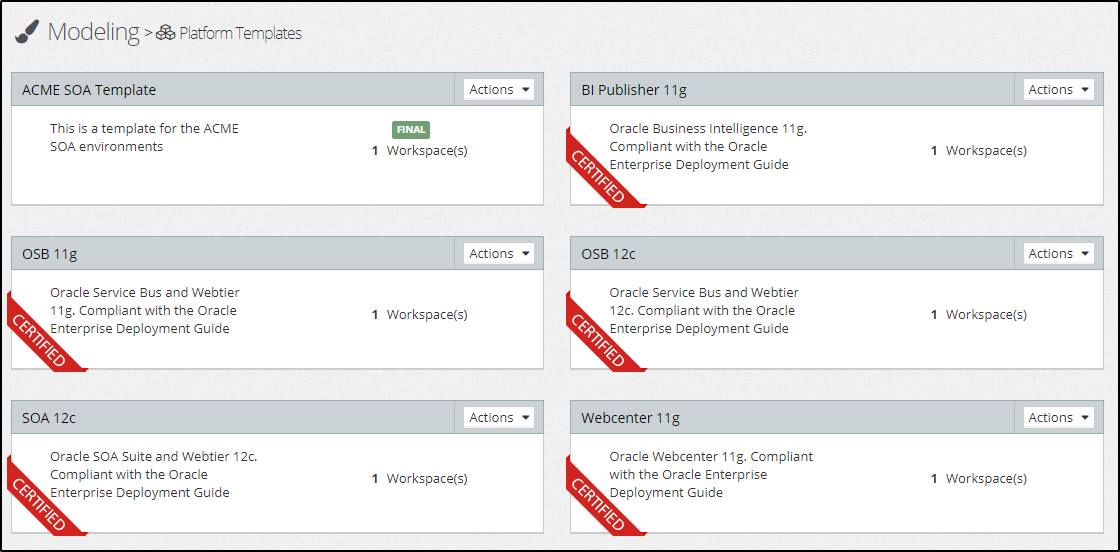 Modeling > Platform Templates
ACME SOA Template Actions
This is a template for the ACME
SOA environments
FINAL
1 Workspace(s)
BI Publisher 11g Actions
Oracle Business Intelligence 11g.
Compliant with the Oracle
Enterprise Deployment Guide
1 Workspace(s)
CERTIFIED
OSB 11g Actions
Oracle Service Bus and Webtier
11g. Compliant with the Oracle
Enterprise Deployment Guide
1 Workspace(s)
CERTIFIED
OSB 12c Actions
Oracle Service Bus and Webtier
12c. Compliant with the Oracle
Enterprise Deployment Guide
1 Workspace(s)
CERTIFIED
SOA 12c Actions
Oracle SOA Suite and Webtier 12c.
Compliant with the Oracle
Enterprise Deployment Guide
1 Workspace(s)
CERTIFIED
Webcenter 11g Actions
Oracle Webcenter 11g. Compliant
with the Oracle Enterprise
Deployment Guide
1 Workspace(s)
CERTIFIED